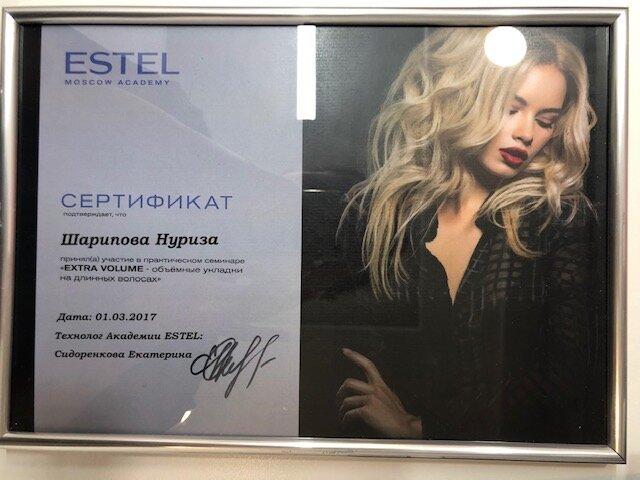 ESTEL
MOSCOW ACADEMY
СЕРТИФИКАТ
подтверждает, что
Шарипова Нуриза
принял(а) участие в практическом семинаре
«EXTRA VOLUME - объёмные укладки
на длинных волосах»
Дата: 01.03.2017
Технолог Академии ESTEL:
Сидоренкова Екатерина